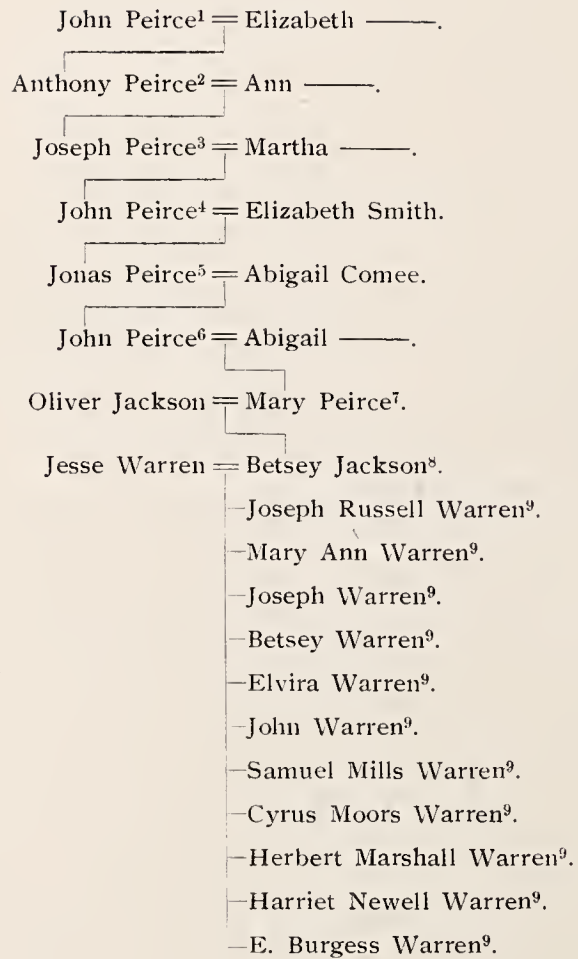 John Peirce¹ = Elizabeth ——.
Anthony Peirce² = Ann ——.
Joseph Peirce³ = Martha ——.
John Peirce⁴ = Elizabeth Smith.
Jonas Peirce⁵ = Abigail Comee.
John Peirce⁶ = Abigail ——.
Oliver Jackson = Mary Peirce⁷.
Jesse Warren = Betsey Jackson⁸.
Joseph Russell Warren⁹.
Mary Ann Warren⁹.
Joseph Warren⁹.
Betsey Warren⁹.
Elvira Warren⁹.
John Warren⁹.
Samuel Mills Warren⁹.
Cyrus Moors Warren⁹.
Herbert Marshall Warren⁹.
Harriet Newell Warren⁹.
E. Burgess Warren⁹.